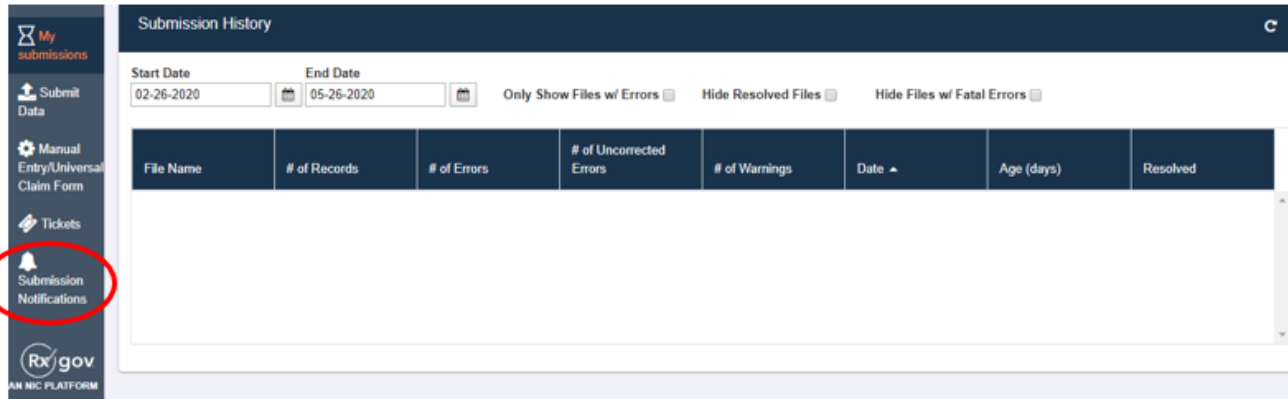 My
submissions
Submit
Data
Manual
Entry/Universal
Claim Form
Tickets
Submission
Notifications
Rx gov
AN NIC PLATFORM
Submission History
Start Date End Date
02-26-2020 05-26-2020 Only Show Files w/ Errors Hide Resolved Files Hide Files w/ Fatal Errors
File Name # of Records # of Errors # of Uncorrected
Errors # of Warnings Date Age (days) Resolved